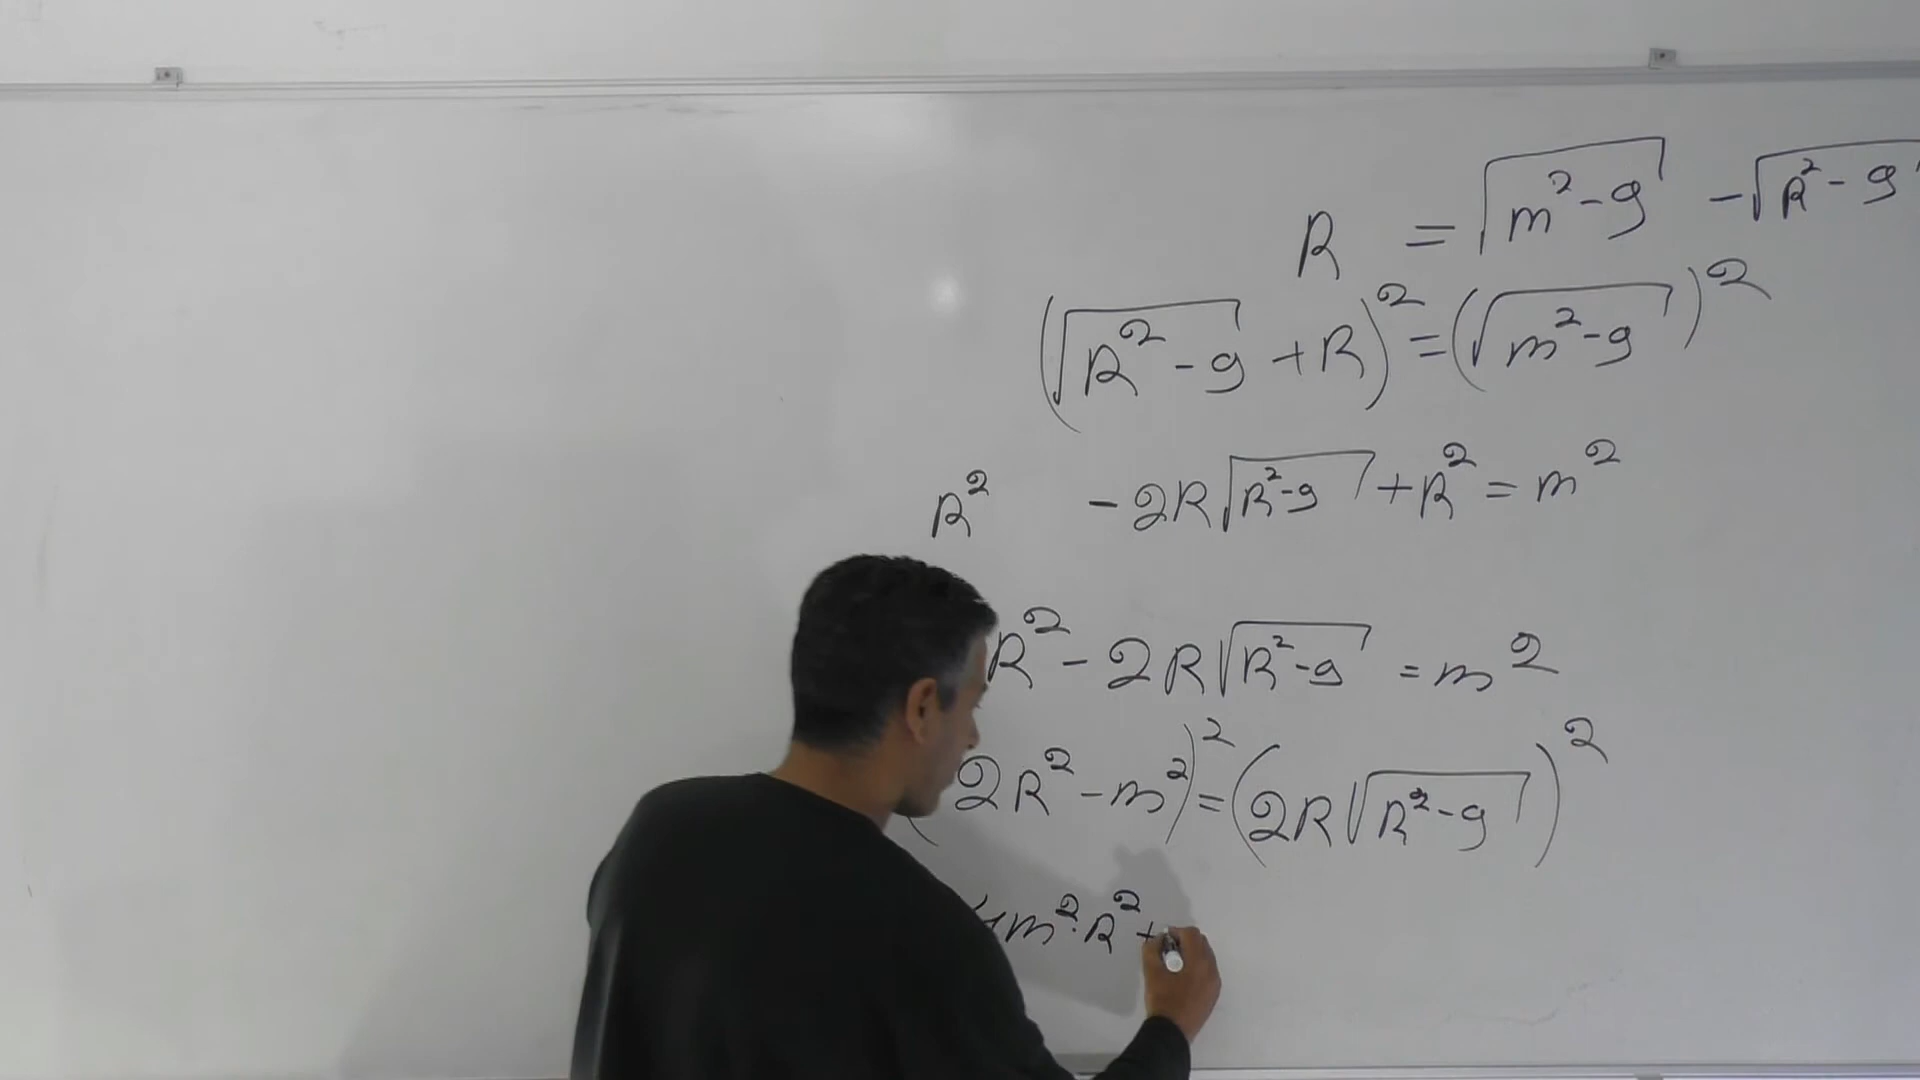 R = √(m² - 9) - √(R² - 9)
(√(R² - 9) + R)² = (√(m² - 9))²
R² - 2R√(R² - 9) + R² = m²
R² - 2R√(R² - 9) = m²
(2R² - m²)² = (2R√(R² - 9))²
4m²·R² +